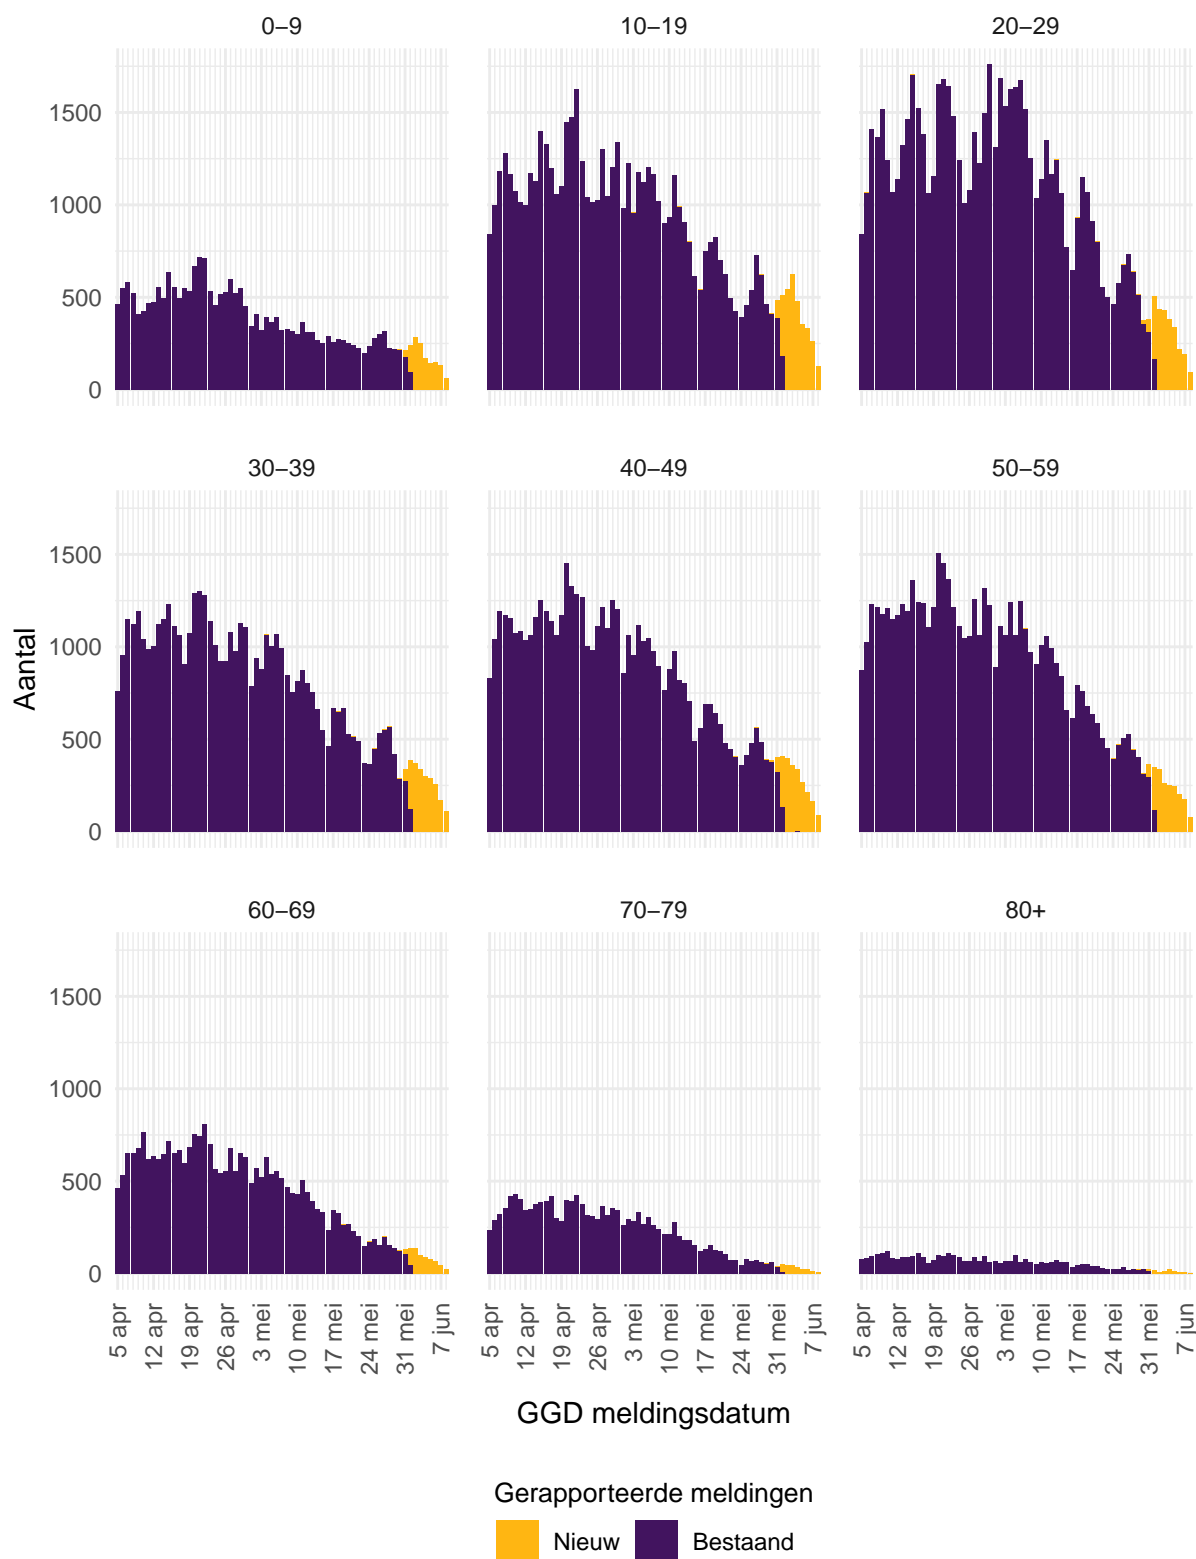 0–9 10–19 20–29
1500
1000
500
0
30–39 40–49 50–59
1500
1000
500
0
Aantal
60–69 70–79 80+
1500
1000
500
0
5 apr 12 apr 19 apr 26 apr 3 mei 10 mei 17 mei 24 mei 31 mei 7 jun 5 apr 12 apr 19 apr 26 apr 3 mei 10 mei 17 mei 24 mei 31 mei 7 jun 5 apr 12 apr 19 apr 26 apr 3 mei 10 mei 17 mei 24 mei 31 mei 7 jun
GGD meldingsdatum
Gerapporteerde meldingen
Nieuw Bestaand